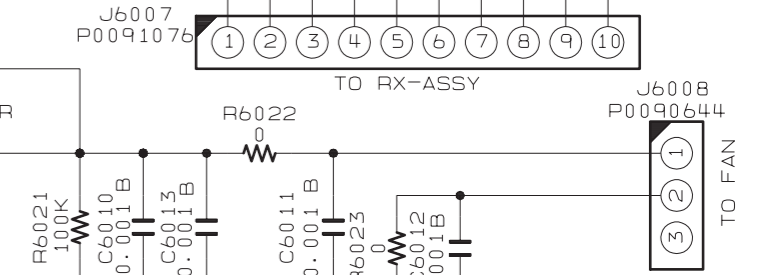 J6007
P0091076
1 2 3 4 5 6 7 8 9 10
TO RX-ASSY
J6008
P0090644
R
R6022
0
1
2
3
TO FAN
R6021
100K
C6010
0.001 B
C6013
0.001 B
C6011
0.001 B
R6023
0
C6012
001B